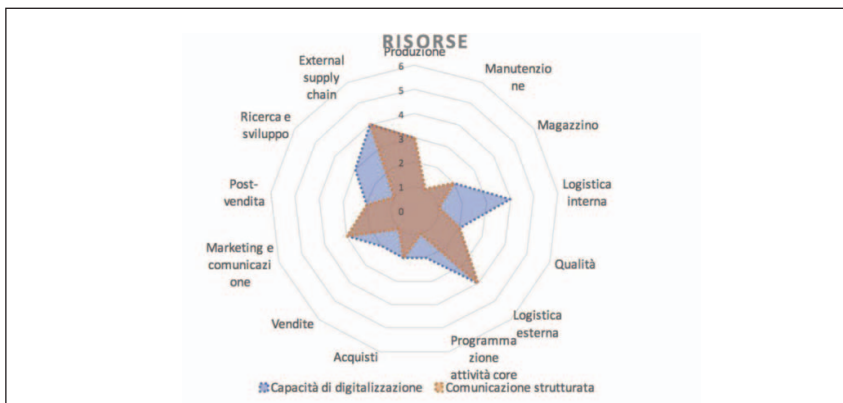 RISORSE
Produzione
Manutenzio
ne
Magazzino
Logistica
interna
Qualità
Logistica
esterna
Programma
zione
attività core
Acquisti
Vendite
Marketing e
comunicazi
one
Post-
vendita
Ricerca e
sviluppo
External
supply
chain
6
5
4
3
2
1
0
Capacità di digitalizzazione
Comunicazione strutturata